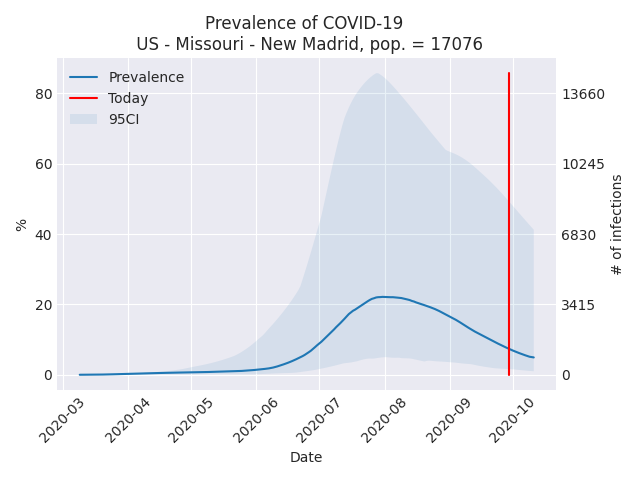 Prevalence of COVID-19
US - Missouri - New Madrid, pop. = 17076
Prevalence
Today
95CI
80
60
40
20
0
%
13660
10245
6830
3415
0
# of infections
2020-03
2020-04
2020-05
2020-06
2020-07
2020-08
2020-09
2020-10
Date